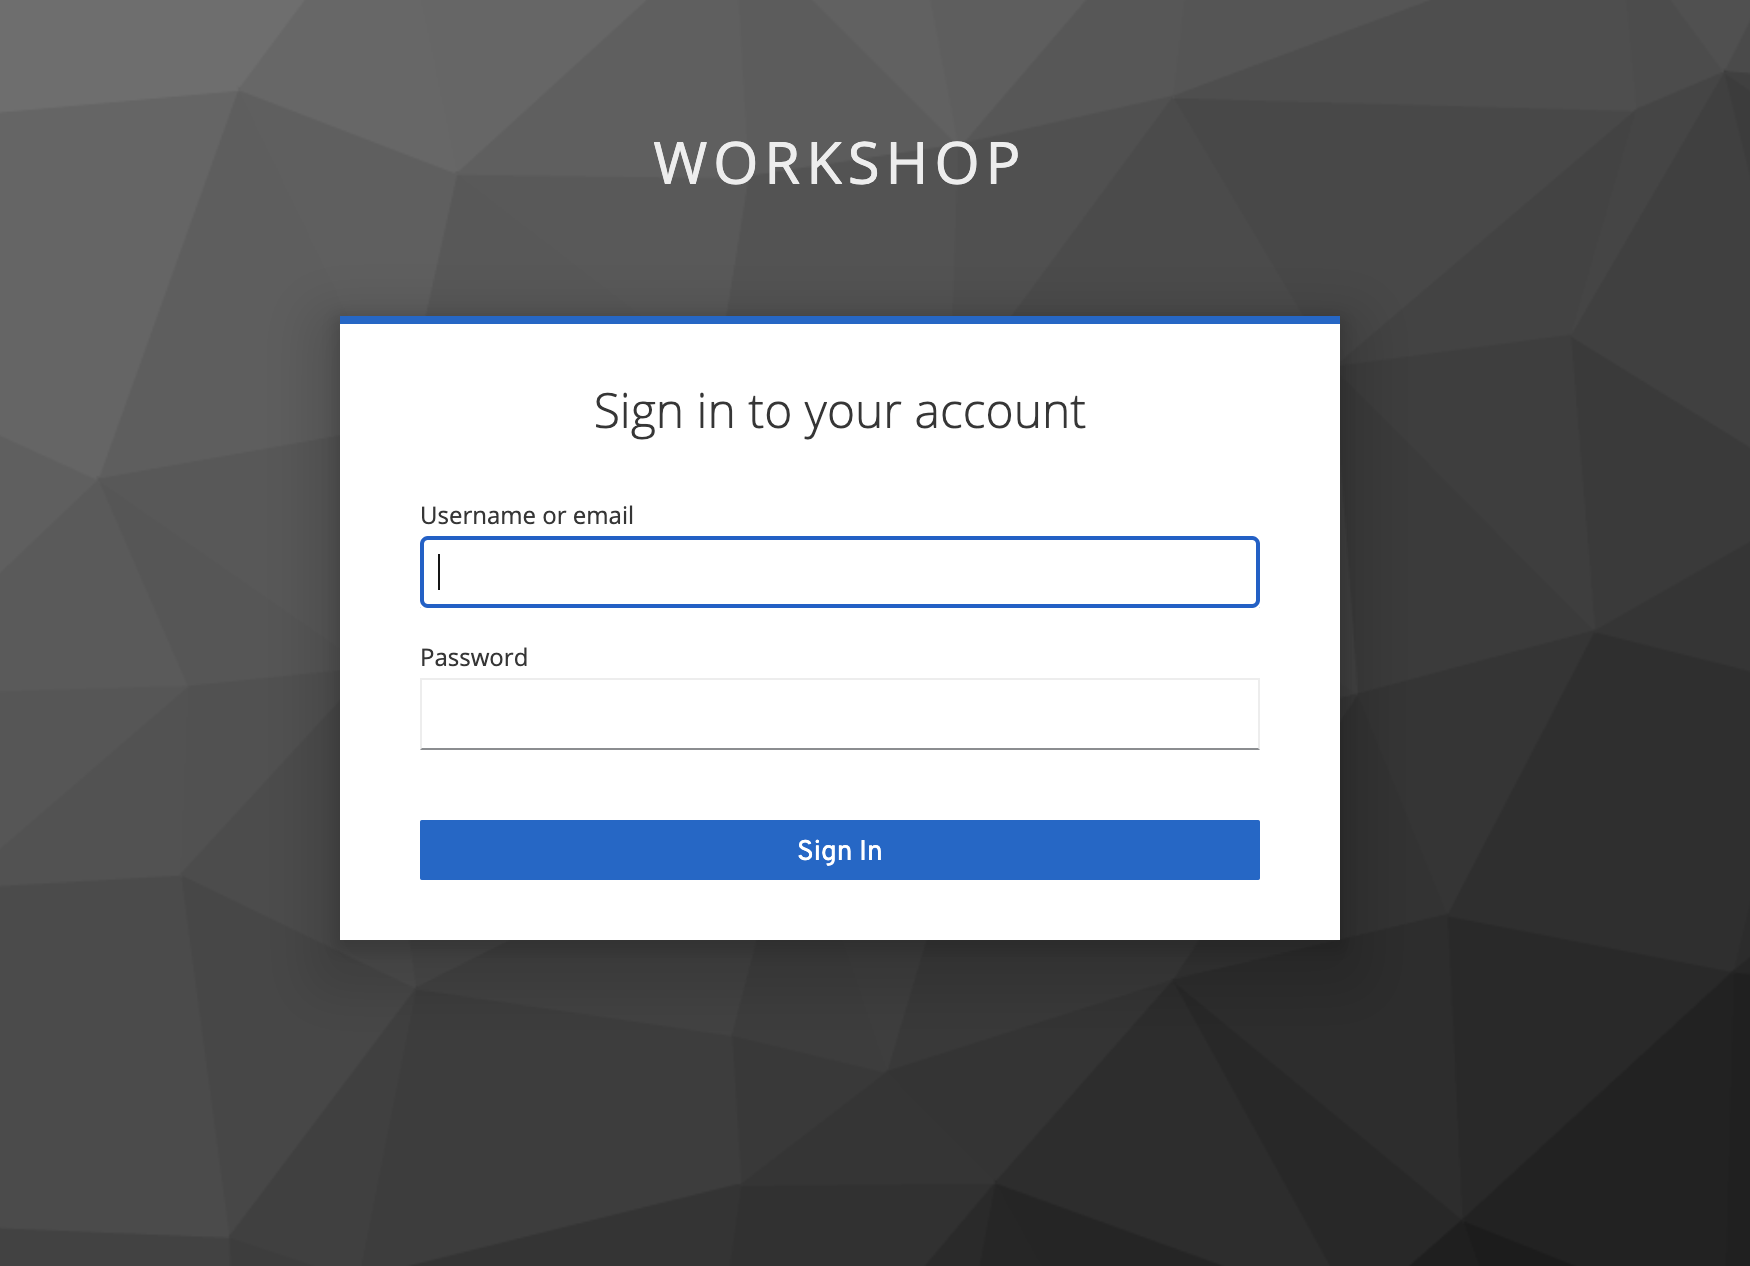 WORKSHOP
Sign in to your account
Username or email
Password
Sign In